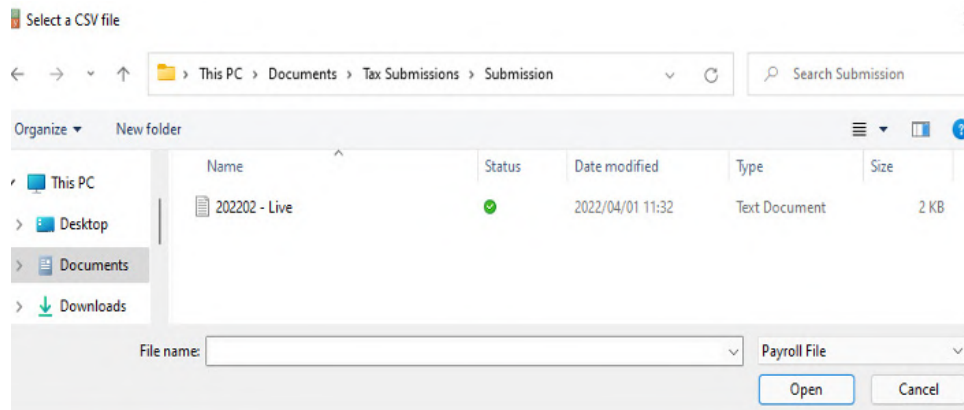 Select a CSV file
This PC > Documents > Tax Submissions > Submission
Search Submission
Organize
New folder
Name
Status
Date modified
Type
Size
This PC
202202 - Live
2022/04/01 11:32
Text Document
2 KB
Desktop
Documents
Downloads
File name:
Payroll File
Open
Cancel